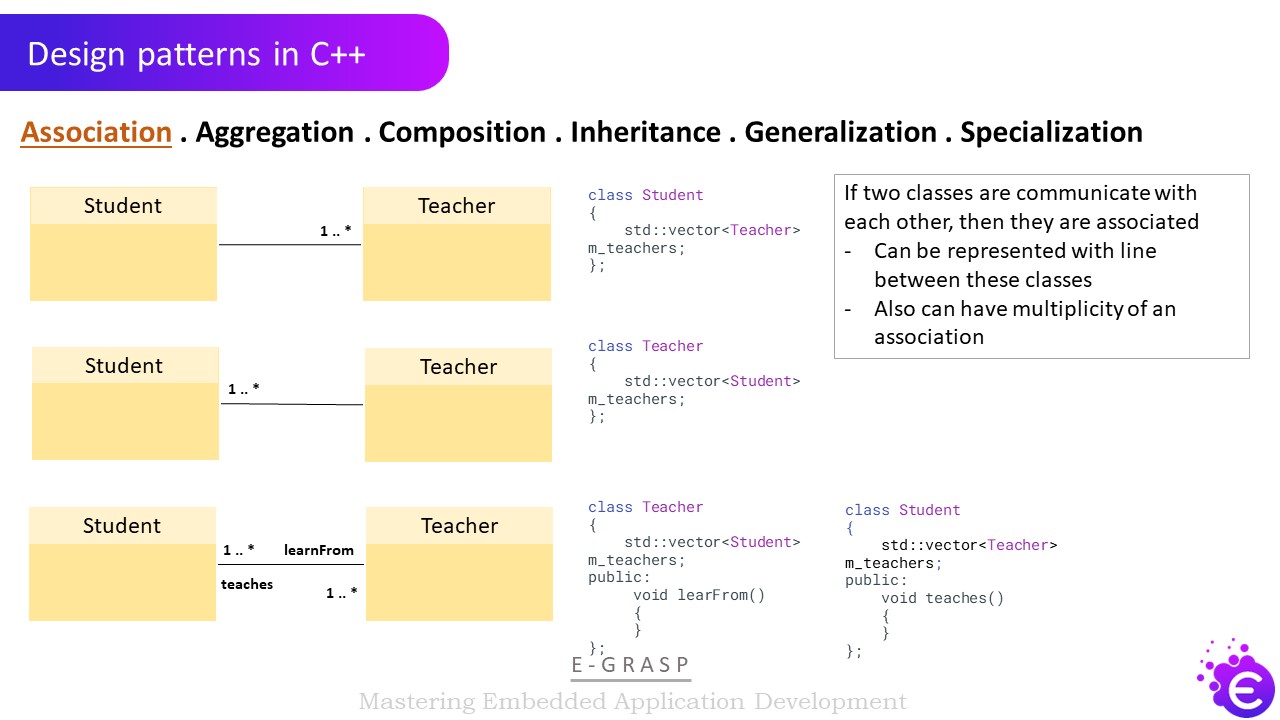 Design patterns in C++
Association . Aggregation . Composition . Inheritance . Generalization . Specialization
Student
1 .. *
Teacher
class Student
{
std::vector<Teacher>
m_teachers;
};
If two classes are communicate with
each other, then they are associated
- Can be represented with line
between these classes
- Also can have multiplicity of an
association
Student
1 .. *
Teacher
class Teacher
{
std::vector<Student>
m_teachers;
};
Student
1 .. * learnFrom
teaches
1 .. *
Teacher
class Teacher
{
std::vector<Student>
m_teachers;
public:
void learFrom()
{
}
};
class Student
{
std::vector<Teacher>
m_teachers;
public:
void teaches()
{
}
};
E-GRASP
Mastering Embedded Application Development
e